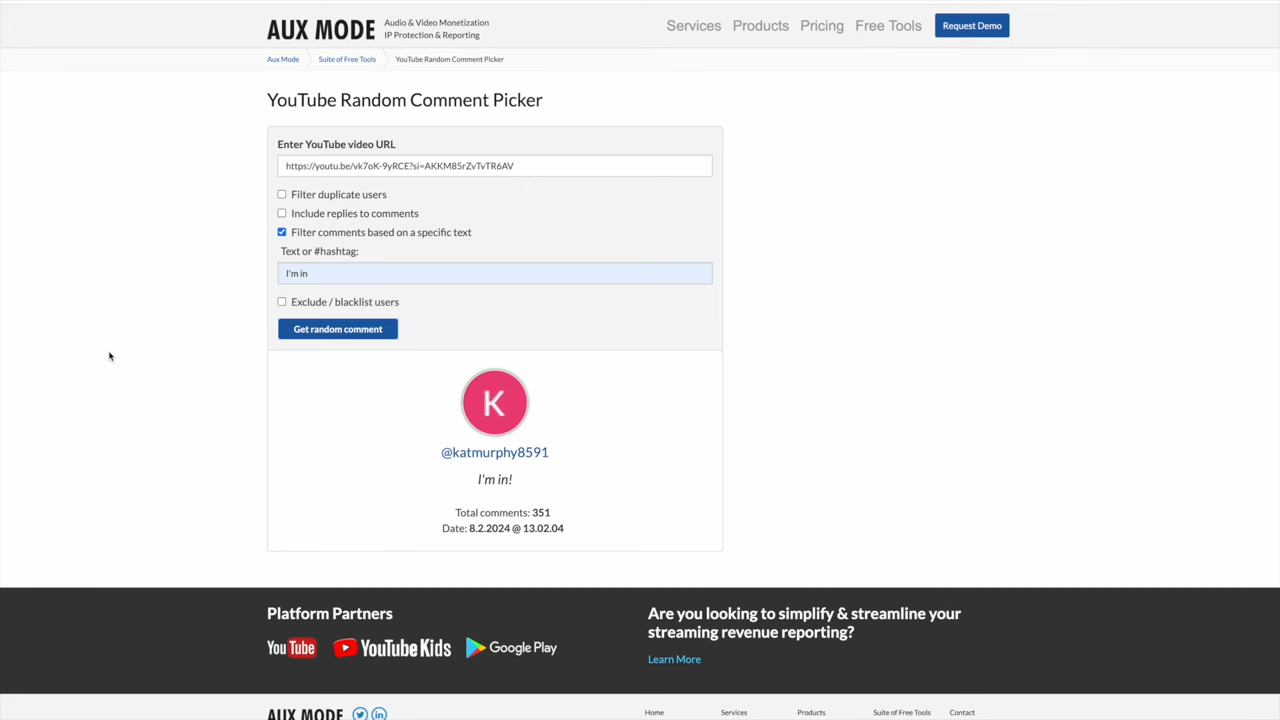 AUX MODE
Audio & Video Monetization
IP Protection & Reporting
Services Products Pricing Free Tools Request Demo
Aux Mode Suite of Free Tools YouTube Random Comment Picker
YouTube Random Comment Picker
Enter YouTube video URL
https://youtu.be/vk7oK-9yRCE?si=AKKM85rZvTvTR6AV
Filter duplicate users
Include replies to comments
Filter comments based on a specific text
Text or #hashtag:
I'm in
Exclude / blacklist users
Get random comment
K
@katmurphy8591
I'm in!
Total comments: 351
Date: 8.2.2024 @ 13.02.04
Platform Partners
YouTube YouTube Kids Google Play
Are you looking to simplify & streamline your
streaming revenue reporting?
Learn More
AUX MODE
Home Services Products Suite of Free Tools Contact